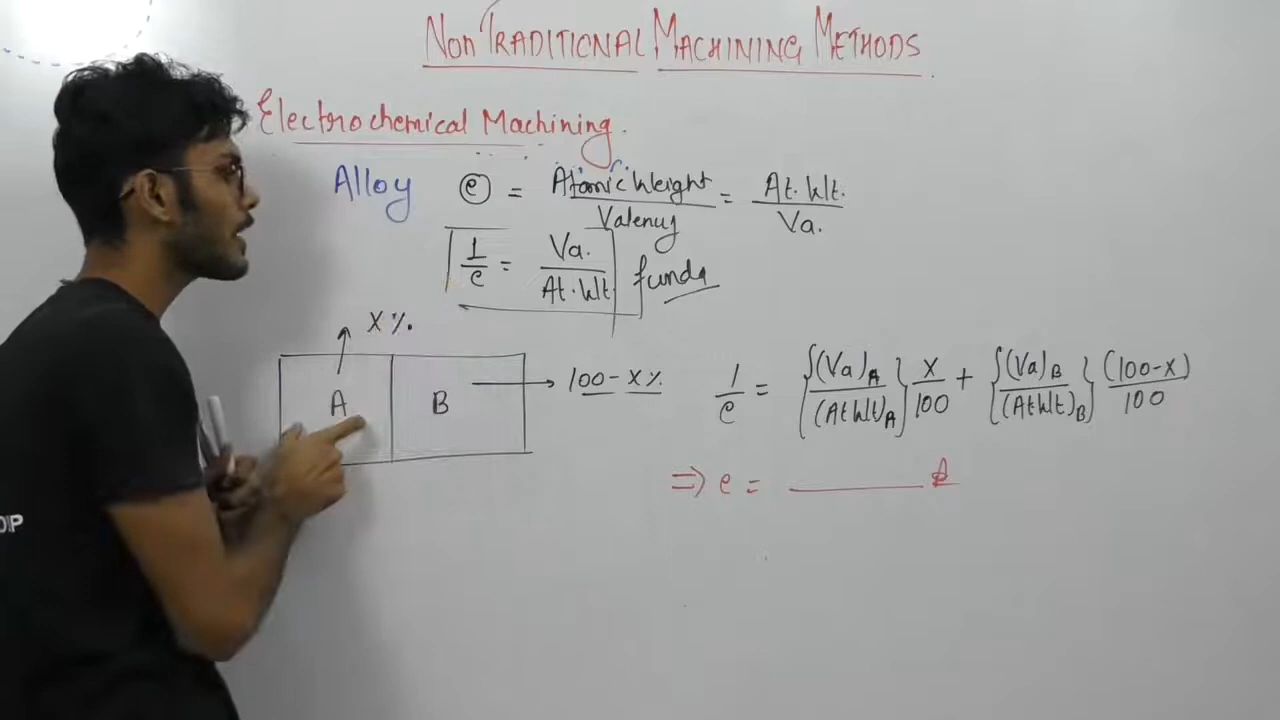 Non TRADITIONAL MACHINING METHODS
Electrochemical Machining.
Alloy e = Atomic Weight / Valency = At. Wt. / Va.
1/e = Va. / At. Wt. funda
X %.
A B 100 - X %.
1/e = {(Va)A / (At Wt)A} X/100 + {(Va)B / (At Wt)B} (100-X)/100
⇒ e =